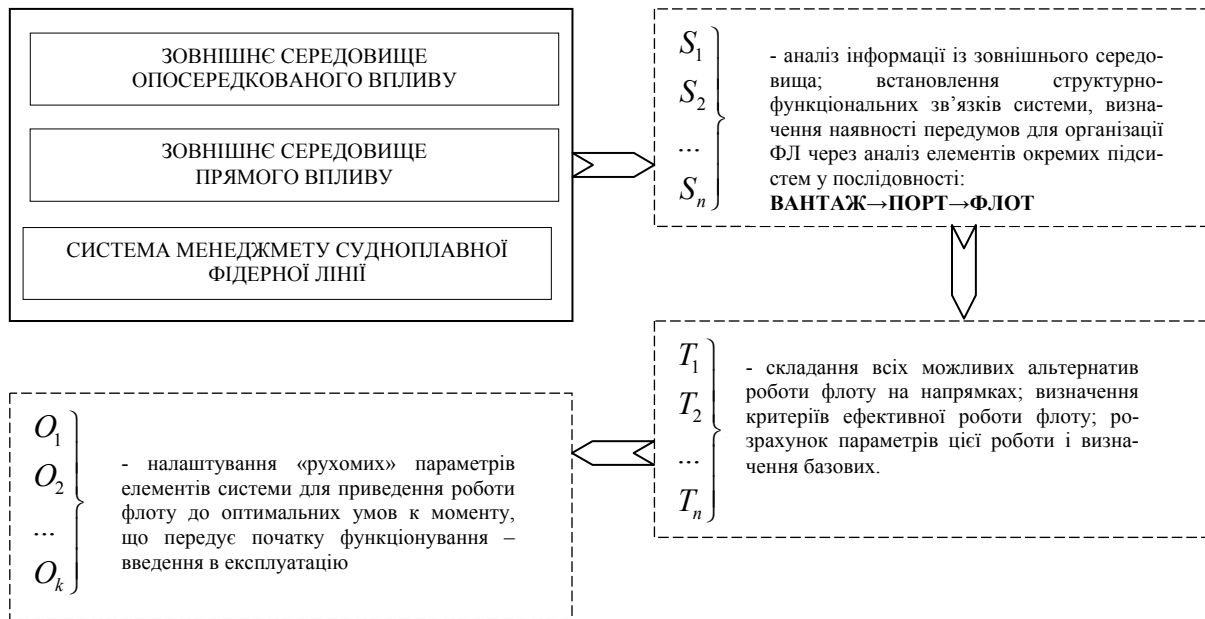 ЗОВНІШНЄ СЕРЕДОВИЩЕ
ОПОСЕРЕДКОВАНОГО ВПЛИВУ
ЗОВНІШНЄ СЕРЕДОВИЩЕ
ПРЯМОГО ВПЛИВУ
СИСТЕМА МЕНЕДЖМЕТУ СУДНОПЛАВНОЇ
ФІДЕРНОЇ ЛІНІЇ
S1
S2
...
Sn
- аналіз інформації із зовнішнього середо-
вища; встановлення структурно-
функціональних зв’язків системи, визна-
чення наявності передумов для організації
ФЛ через аналіз елементів окремих підси-
стем у послідовності:
ВАНТАЖ→ПОРТ→ФЛОТ
T1
T2
...
Tn
- складання всіх можливих альтернатив
роботи флоту на напрямках; визначення
критеріїв ефективної роботи флоту; ро-
зрахунок параметрів цієї роботи і визна-
чення базових.
O1
O2
...
Ok
- налаштування «рухомих» параметрів
елементів системи для приведення роботи
флоту до оптимальних умов к моменту,
що передує початку функціонування –
введення в експлуатацію